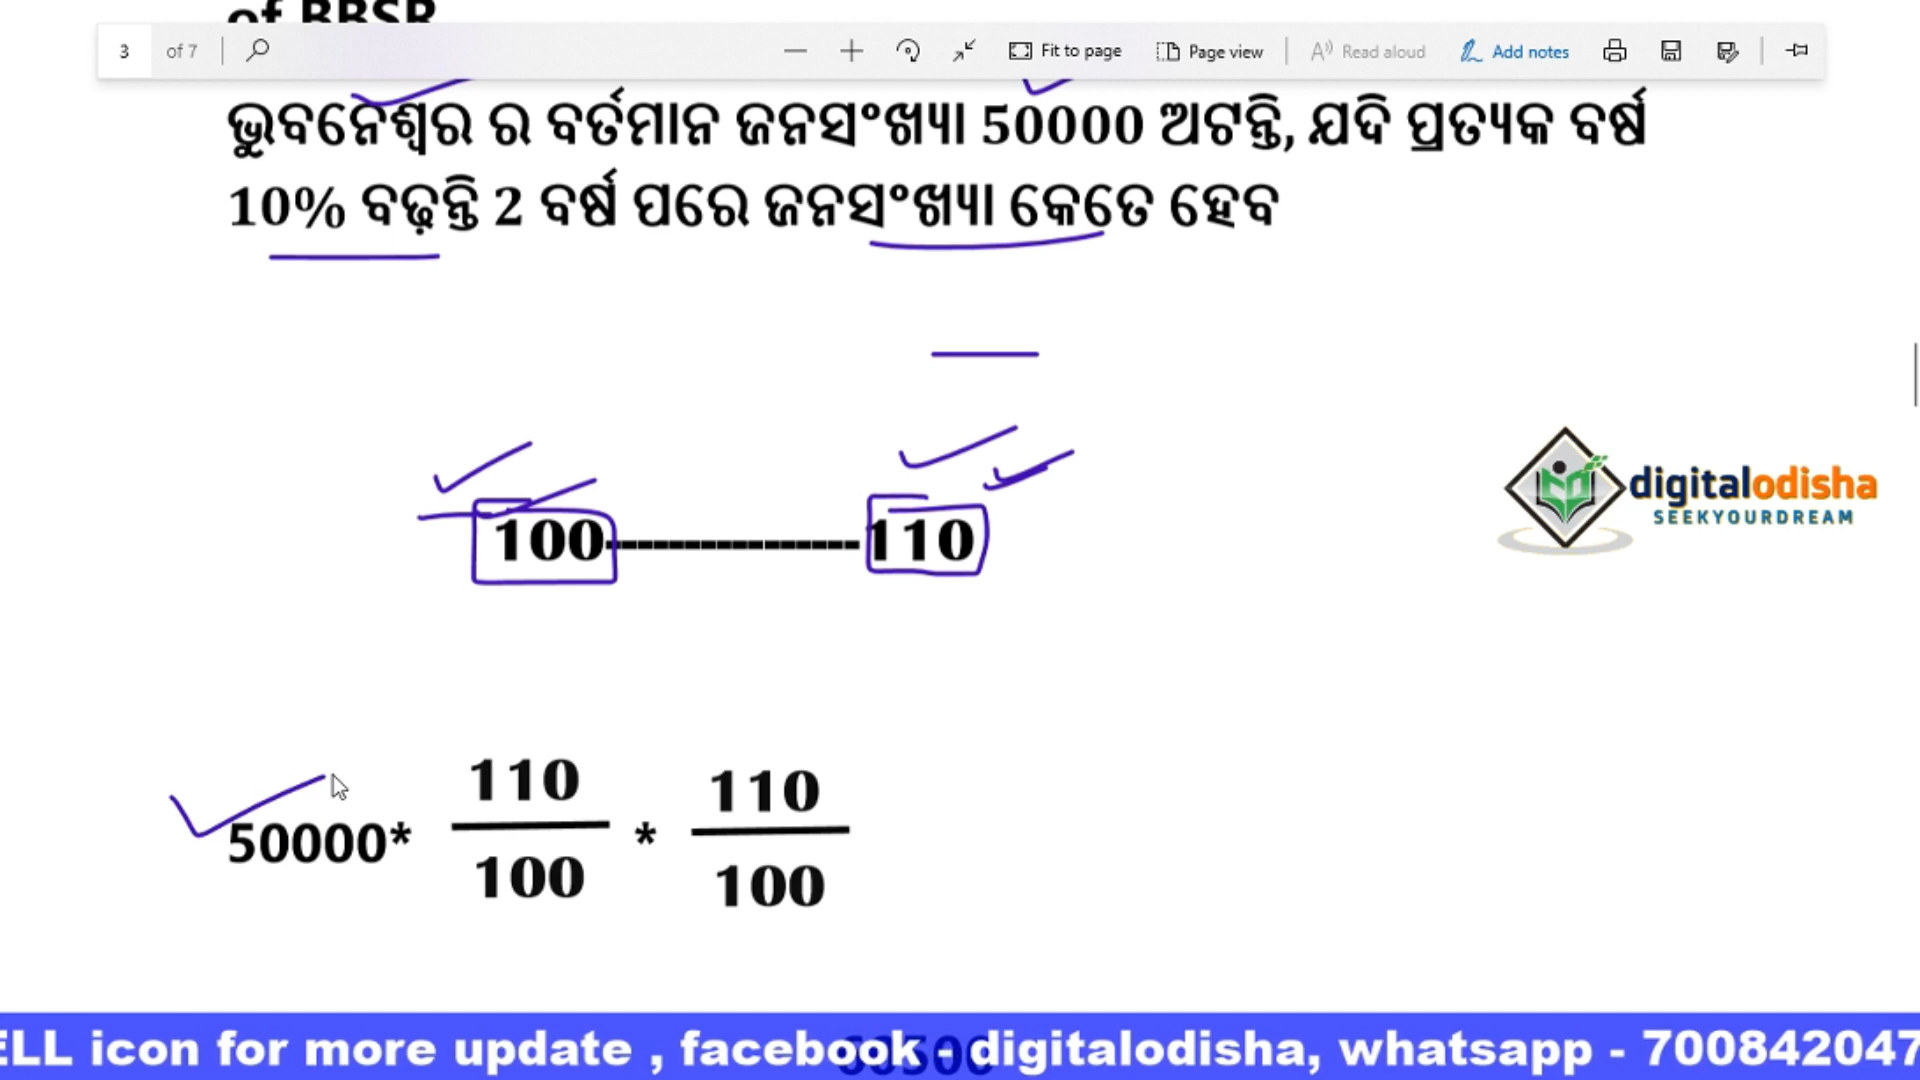 of BBSR
3 of 7 Fit to page Page view Read aloud Add notes
ଭୁବନେଶ୍ୱର ର ବର୍ତମାନ ଜନସଂଖ୍ୟା 50000 ଅଟନ୍ତି, ଯଦି ପ୍ରତ୍ୟକ ବର୍ଷ
10% ବଢ଼ନ୍ତି 2 ବର୍ଷ ପରେ ଜନସଂଖ୍ୟା କେତେ ହେବ
100---------------110
digitalodisha
SEEKYOURDREAM
110 110
50000* *
100 100
ELL icon for more update , facebook - digitalodisha, whatsapp - 700842047